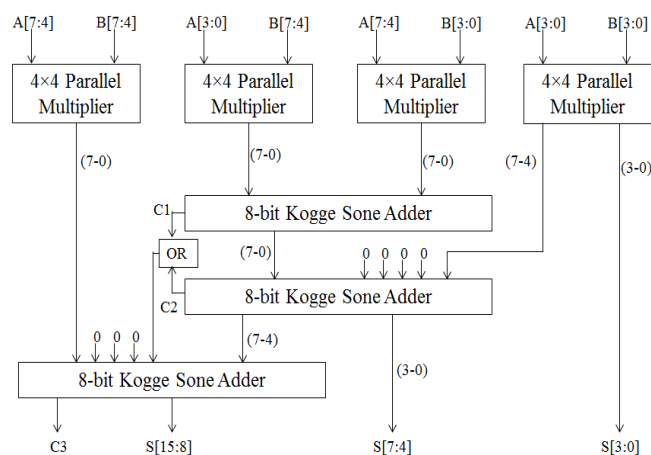 A[7:4] B[7:4] A[3:0] B[7:4] A[7:4] B[3:0] A[3:0] B[3:0]
4×4 Parallel Multiplier
4×4 Parallel Multiplier
4×4 Parallel Multiplier
4×4 Parallel Multiplier
(7-0) (7-0) (7-0) (7-4) (3-0)
C1 8-bit Kogge Sone Adder
OR (7-0) 0 0 0 0
C2 8-bit Kogge Sone Adder
0 0 0 (7-4)
8-bit Kogge Sone Adder (3-0)
C3 S[15:8] S[7:4] S[3:0]